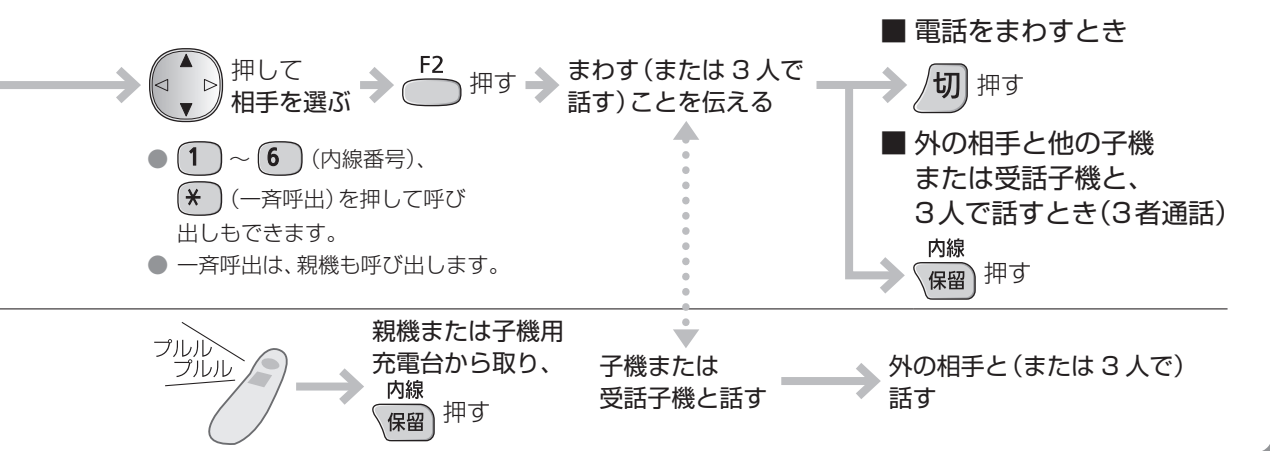 押して
相手を選ぶ
F2
押す
まわす（または 3 人で
話す）ことを伝える
■ 電話をまわすとき
切 押す
● 1 ～ 6 （内線番号）、
＊ （一斉呼出）を押して呼び
出しもできます。
● 一斉呼出は、親機も呼び出します。
■ 外の相手と他の子機
または受話子機と、
3人で話すとき（3者通話）
内線
保留 押す
プルル
プルル
親機または子機用
充電台から取り、
内線
保留 押す
子機または
受話子機と話す
外の相手と（または 3 人で）
話す